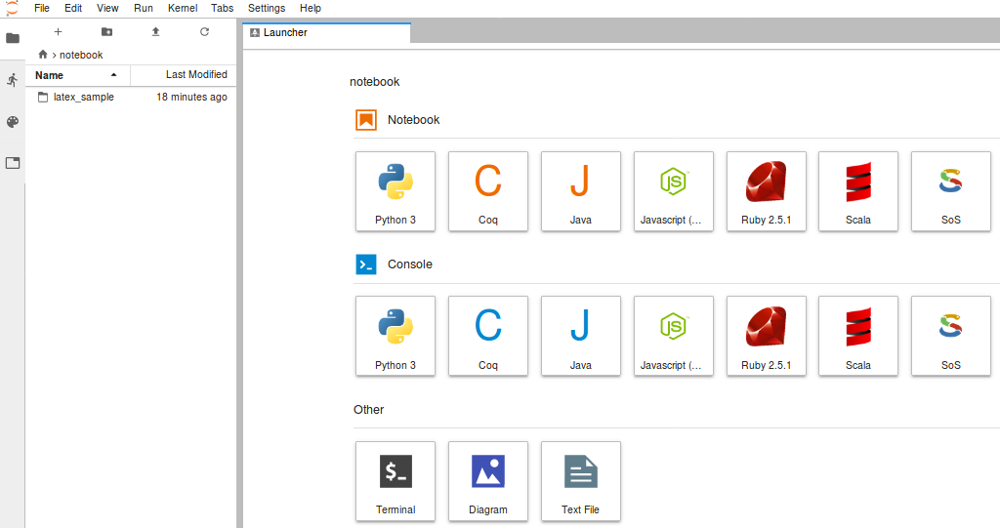 File Edit View Run Kernel Tabs Settings Help
Launcher
> notebook
Name Last Modified
latex_sample 18 minutes ago
notebook
Notebook
C J JS
Python 3 Coq Java Javascript (... Ruby 2.5.1 Scala SoS
>_ Console
C J JS
Python 3 Coq Java Javascript (... Ruby 2.5.1 Scala SoS
Other
$_
Terminal Diagram Text File